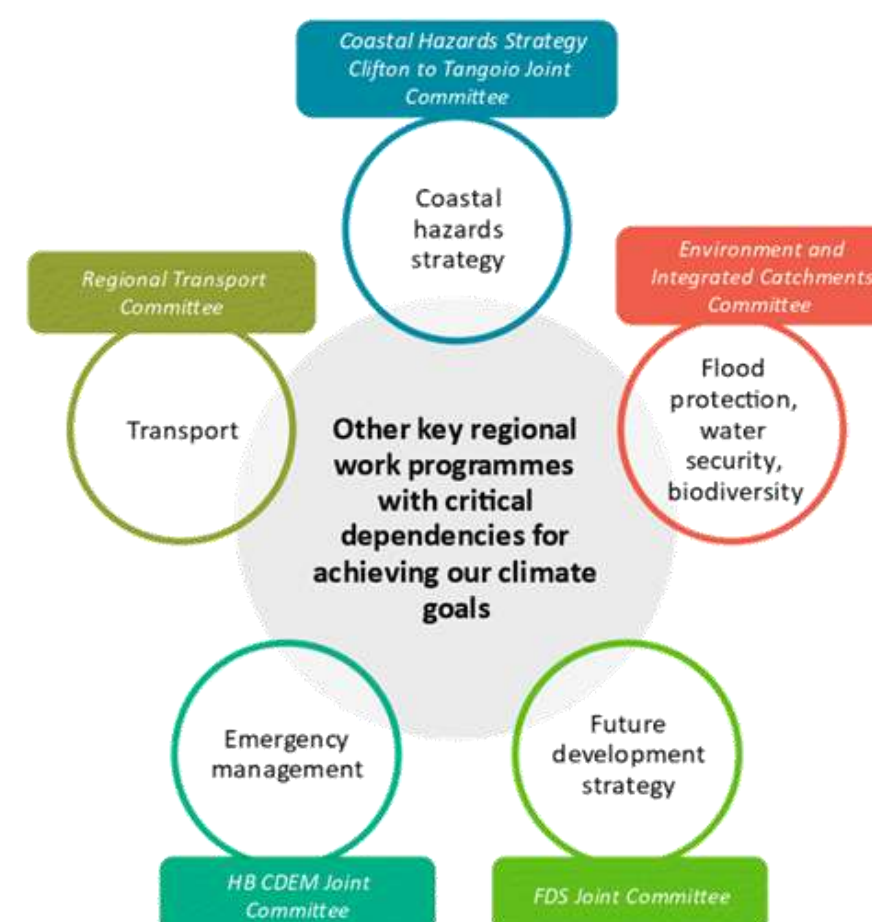 Coastal Hazards Strategy
Clifton to Tangoio Joint
Committee
Coastal
hazards
strategy
Regional Transport
Committee
Transport
Environment and
Integrated Catchments
Committee
Flood
protection,
water
security,
biodiversity
Other key regional
work programmes
with critical
dependencies for
achieving our climate
goals
Emergency
management
HB CDEM Joint
Committee
Future
development
strategy
FDS Joint Committee